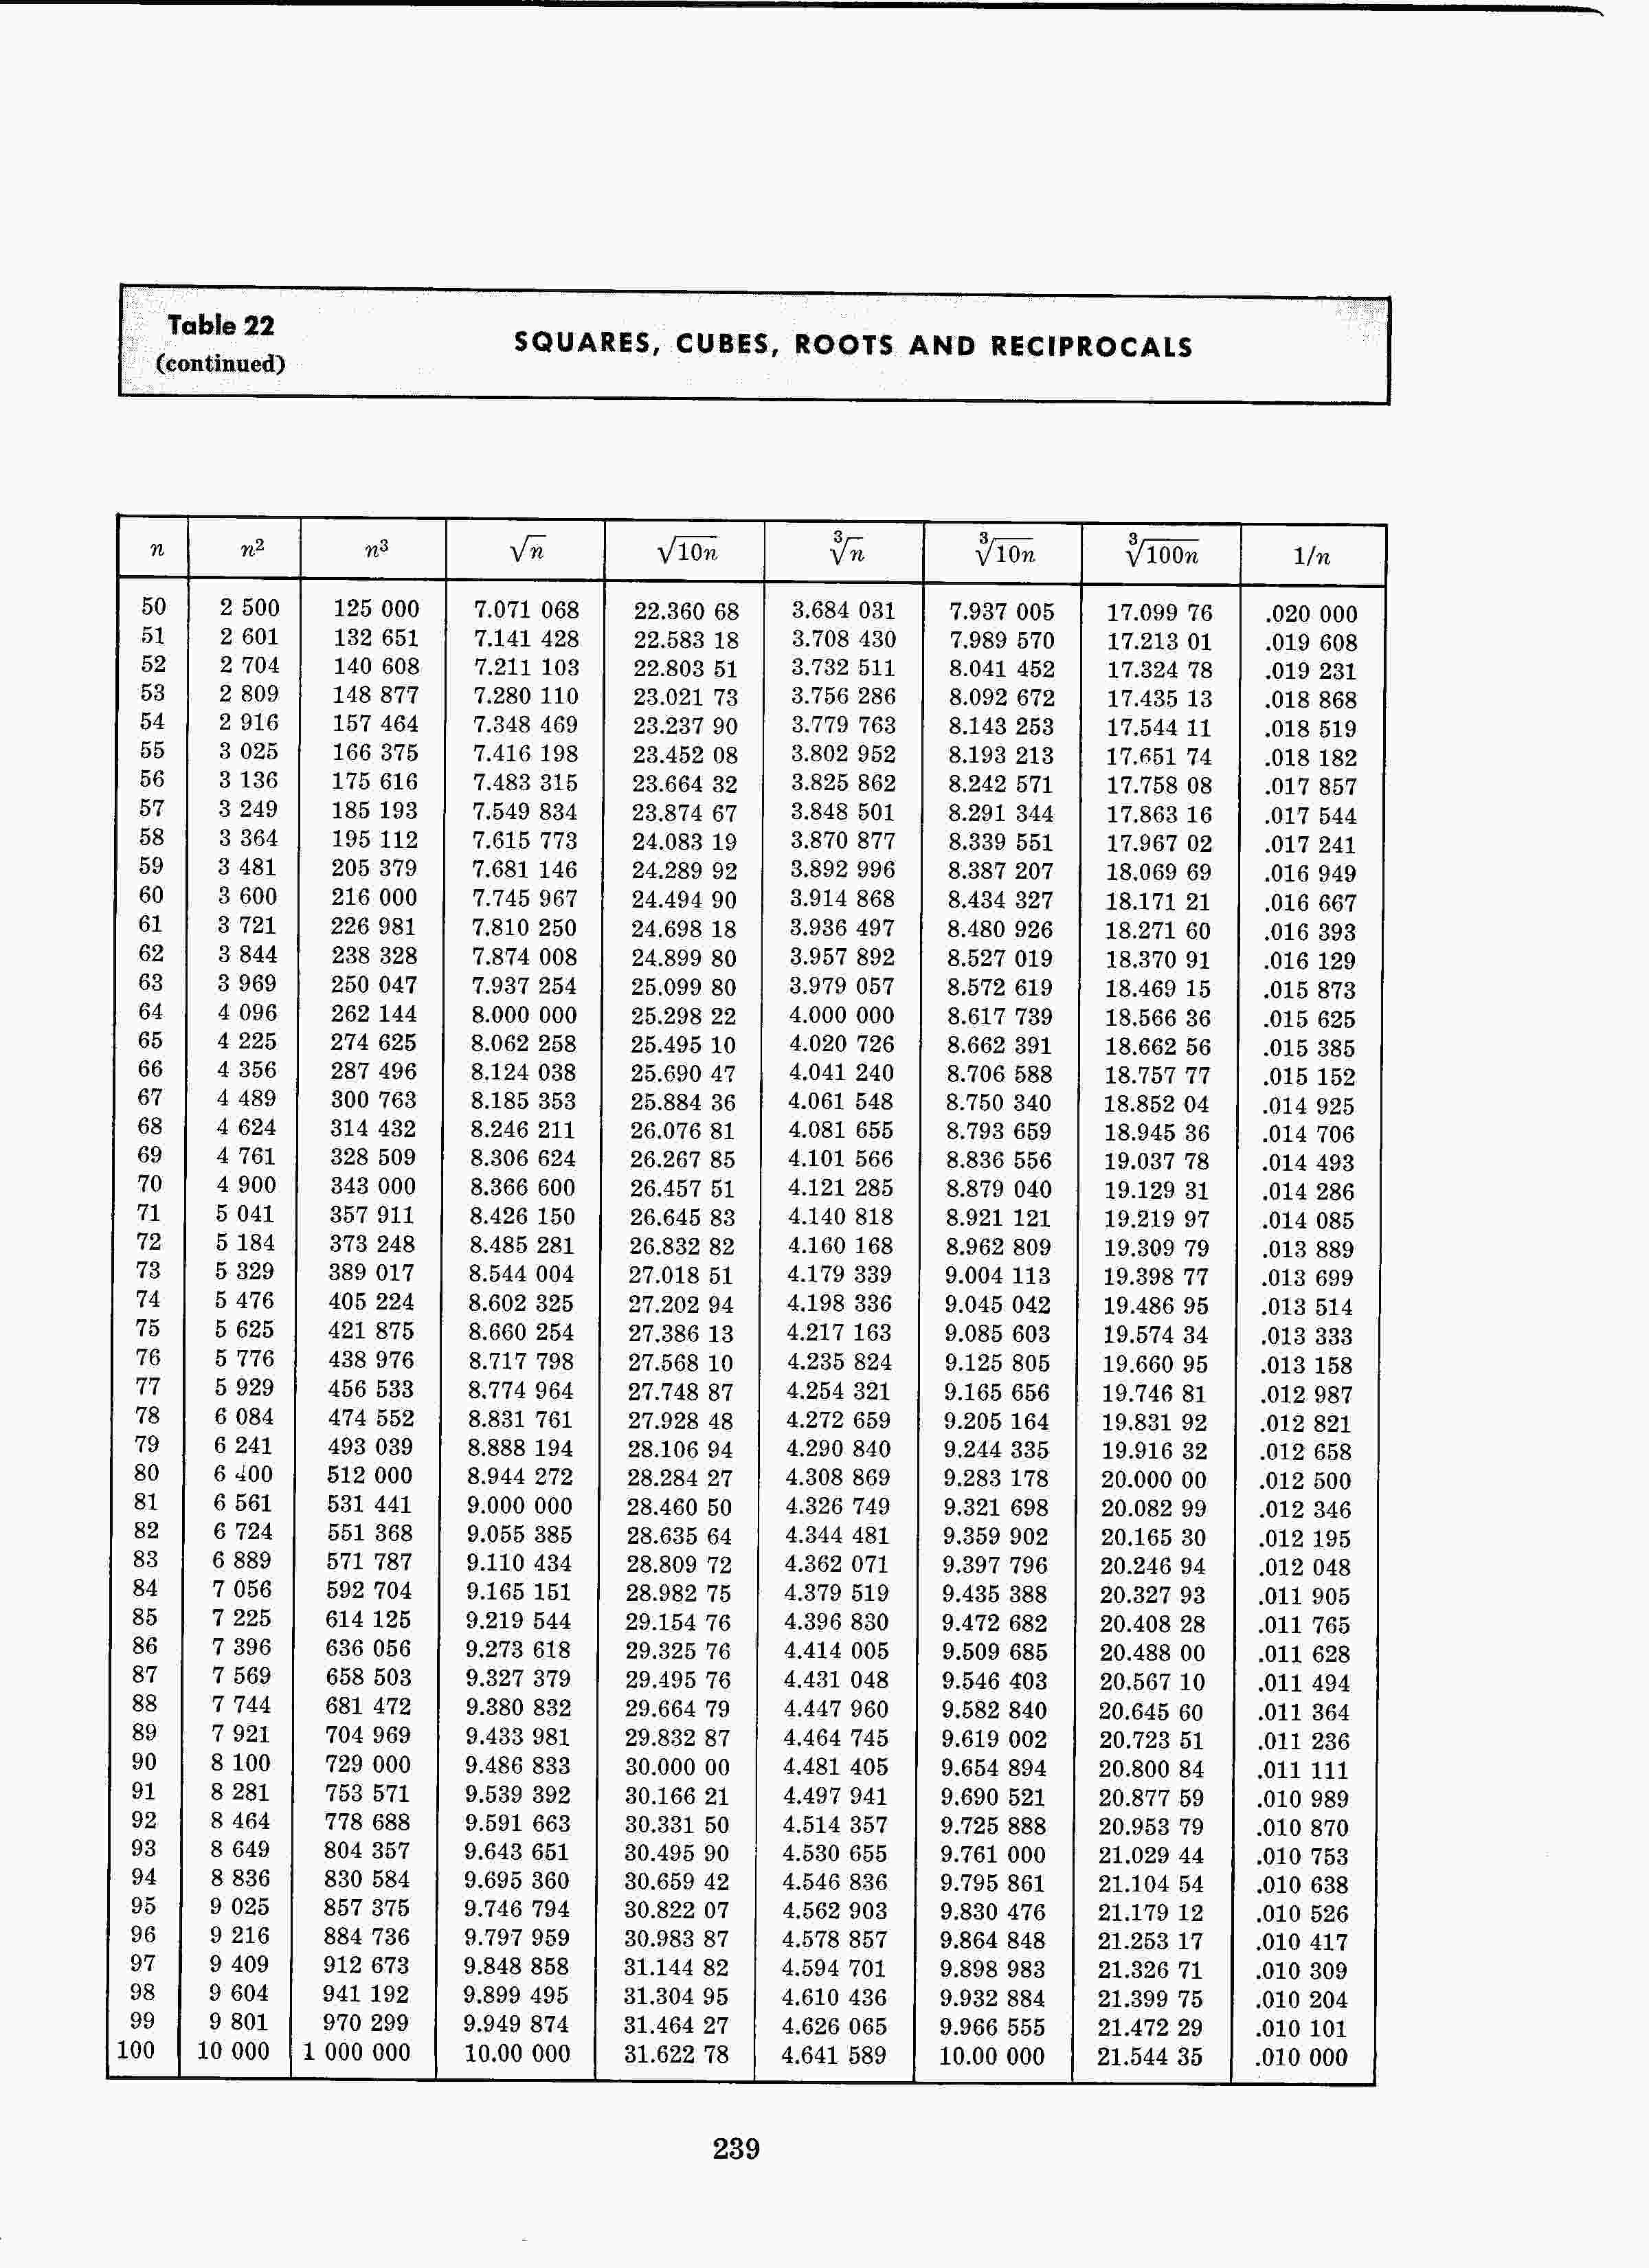 Table 22
(continued)
SQUARES, CUBES, ROOTS AND RECIPROCALS
n n² n³ √n √10n ∛n ∛10n ∛100n 1/n
50 2 500 125 000 7.071 068 22.360 68 3.684 031 7.937 005 17.099 76 .020 000
51 2 601 132 651 7.141 428 22.583 18 3.708 430 7.989 570 17.213 01 .019 608
52 2 704 140 608 7.211 103 22.803 51 3.732 511 8.041 452 17.324 78 .019 231
53 2 809 148 877 7.280 110 23.021 73 3.756 286 8.092 672 17.435 13 .018 868
54 2 916 157 464 7.348 469 23.237 90 3.779 763 8.143 253 17.544 11 .018 519
55 3 025 166 375 7.416 198 23.452 08 3.802 952 8.193 213 17.651 74 .018 182
56 3 136 175 616 7.483 315 23.664 32 3.825 862 8.242 571 17.758 08 .017 857
57 3 249 185 193 7.549 834 23.874 67 3.848 501 8.291 344 17.863 16 .017 544
58 3 364 195 112 7.615 773 24.083 19 3.870 877 8.339 551 17.967 02 .017 241
59 3 481 205 379 7.681 146 24.289 92 3.892 996 8.387 207 18.069 69 .016 949
60 3 600 216 000 7.745 967 24.494 90 3.914 868 8.434 327 18.171 21 .016 667
61 3 721 226 981 7.810 250 24.698 18 3.936 497 8.480 926 18.271 60 .016 393
62 3 844 238 328 7.874 008 24.899 80 3.957 892 8.527 019 18.370 91 .016 129
63 3 969 250 047 7.937 254 25.099 80 3.979 057 8.572 619 18.469 15 .015 873
64 4 096 262 144 8.000 000 25.298 22 4.000 000 8.617 739 18.566 36 .015 625
65 4 225 274 625 8.062 258 25.495 10 4.020 726 8.662 391 18.662 56 .015 385
66 4 356 287 496 8.124 038 25.690 47 4.041 240 8.706 588 18.757 77 .015 152
67 4 489 300 763 8.185 353 25.884 36 4.061 548 8.750 340 18.852 04 .014 925
68 4 624 314 432 8.246 211 26.076 81 4.081 655 8.793 659 18.945 36 .014 706
69 4 761 328 509 8.306 624 26.267 85 4.101 566 8.836 556 19.037 78 .014 493
70 4 900 343 000 8.366 600 26.457 51 4.121 285 8.879 040 19.129 31 .014 286
71 5 041 357 911 8.426 150 26.645 83 4.140 818 8.921 121 19.219 97 .014 085
72 5 184 373 248 8.485 281 26.832 82 4.160 168 8.962 809 19.309 79 .013 889
73 5 329 389 017 8.544 004 27.018 51 4.179 339 9.004 113 19.398 77 .013 699
74 5 476 405 224 8.602 325 27.202 94 4.198 336 9.045 042 19.486 95 .013 514
75 5 625 421 875 8.660 254 27.386 13 4.217 163 9.085 603 19.574 34 .013 333
76 5 776 438 976 8.717 798 27.568 10 4.235 824 9.125 805 19.660 95 .013 158
77 5 929 456 533 8.774 964 27.748 87 4.254 321 9.165 656 19.746 81 .012 987
78 6 084 474 552 8.831 761 27.928 48 4.272 659 9.205 164 19.831 92 .012 821
79 6 241 493 039 8.888 194 28.106 94 4.290 840 9.244 335 19.916 32 .012 658
80 6 400 512 000 8.944 272 28.284 27 4.308 869 9.283 178 20.000 00 .012 500
81 6 561 531 441 9.000 000 28.460 50 4.326 749 9.321 698 20.082 99 .012 346
82 6 724 551 368 9.055 385 28.635 64 4.344 481 9.359 902 20.165 30 .012 195
83 6 889 571 787 9.110 434 28.809 72 4.362 071 9.397 796 20.246 94 .012 048
84 7 056 592 704 9.165 151 28.982 75 4.379 519 9.435 388 20.327 93 .011 905
85 7 225 614 125 9.219 544 29.154 76 4.396 830 9.472 682 20.408 28 .011 765
86 7 396 636 056 9.273 618 29.325 76 4.414 005 9.509 685 20.488 00 .011 628
87 7 569 658 503 9.327 379 29.495 76 4.431 048 9.546 403 20.567 10 .011 494
88 7 744 681 472 9.380 832 29.664 79 4.447 960 9.582 840 20.645 60 .011 364
89 7 921 704 969 9.433 981 29.832 87 4.464 745 9.619 002 20.723 51 .011 236
90 8 100 729 000 9.486 833 30.000 00 4.481 405 9.654 894 20.800 84 .011 111
91 8 281 753 571 9.539 392 30.166 21 4.497 941 9.690 521 20.877 59 .010 989
92 8 464 778 688 9.591 663 30.331 50 4.514 357 9.725 888 20.953 79 .010 870
93 8 649 804 357 9.643 651 30.495 90 4.530 655 9.761 000 21.029 44 .010 753
94 8 836 830 584 9.695 360 30.659 42 4.546 836 9.795 861 21.104 54 .010 638
95 9 025 857 375 9.746 794 30.822 07 4.562 903 9.830 476 21.179 12 .010 526
96 9 216 884 736 9.797 959 30.983 87 4.578 857 9.864 848 21.253 17 .010 417
97 9 409 912 673 9.848 858 31.144 82 4.594 701 9.898 983 21.326 71 .010 309
98 9 604 941 192 9.899 495 31.304 95 4.610 436 9.932 884 21.399 75 .010 204
99 9 801 970 299 9.949 874 31.464 27 4.626 065 9.966 555 21.472 29 .010 101
100 10 000 1 000 000 10.00 000 31.622 78 4.641 589 10.00 000 21.544 35 .010 000
239